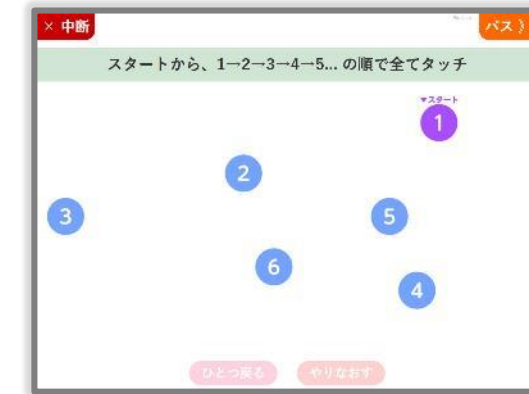 × 中断
パス 》
スタートから、1→2→3→4→5... の順で全てタッチ
▼スタート
1
2
3
5
6
4
ひとつ戻る
やりなおす